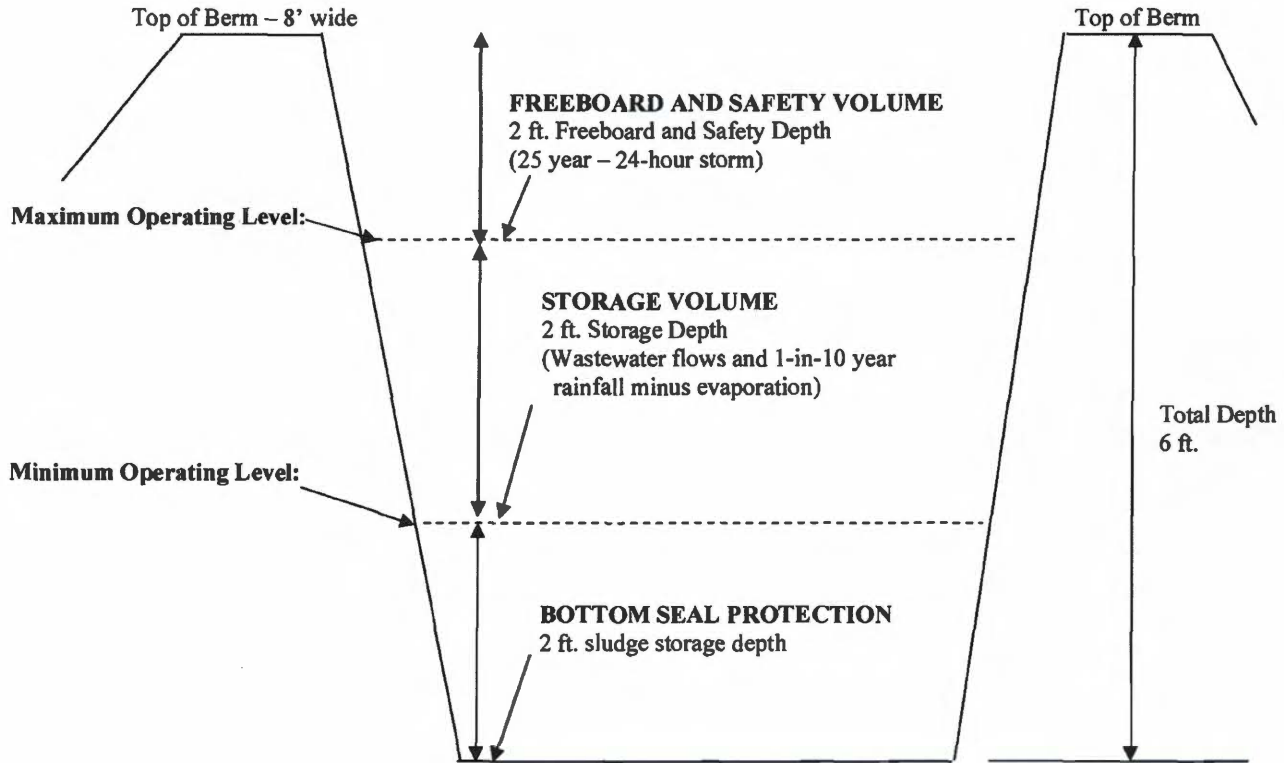 Top of Berm – 8’ wide
Top of Berm
FREEBOARD AND SAFETY VOLUME
2 ft. Freeboard and Safety Depth
(25 year – 24-hour storm)
Maximum Operating Level:
STORAGE VOLUME
2 ft. Storage Depth
(Wastewater flows and 1-in-10 year
rainfall minus evaporation)
Total Depth
6 ft.
Minimum Operating Level:
BOTTOM SEAL PROTECTION
2 ft. sludge storage depth